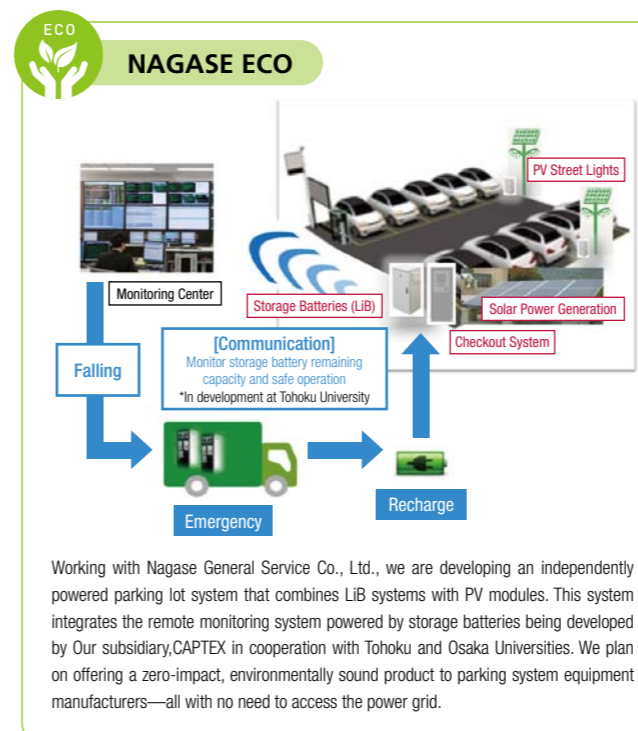 ECO
NAGASE ECO
PV Street Lights
Monitoring Center
Storage Batteries (LiB)
Solar Power Generation
Checkout System
Falling
[Communication]
Monitor storage battery remaining
capacity and safe operation
*In development at Tohoku University
Emergency
Recharge
Working with Nagase General Service Co., Ltd., we are developing an independently
powered parking lot system that combines LiB systems with PV modules. This system
integrates the remote monitoring system powered by storage batteries being developed
by Our subsidiary,CAPTEX in cooperation with Tohoku and Osaka Universities. We plan
on offering a zero-impact, environmentally sound product to parking system equipment
manufacturers—all with no need to access the power grid.